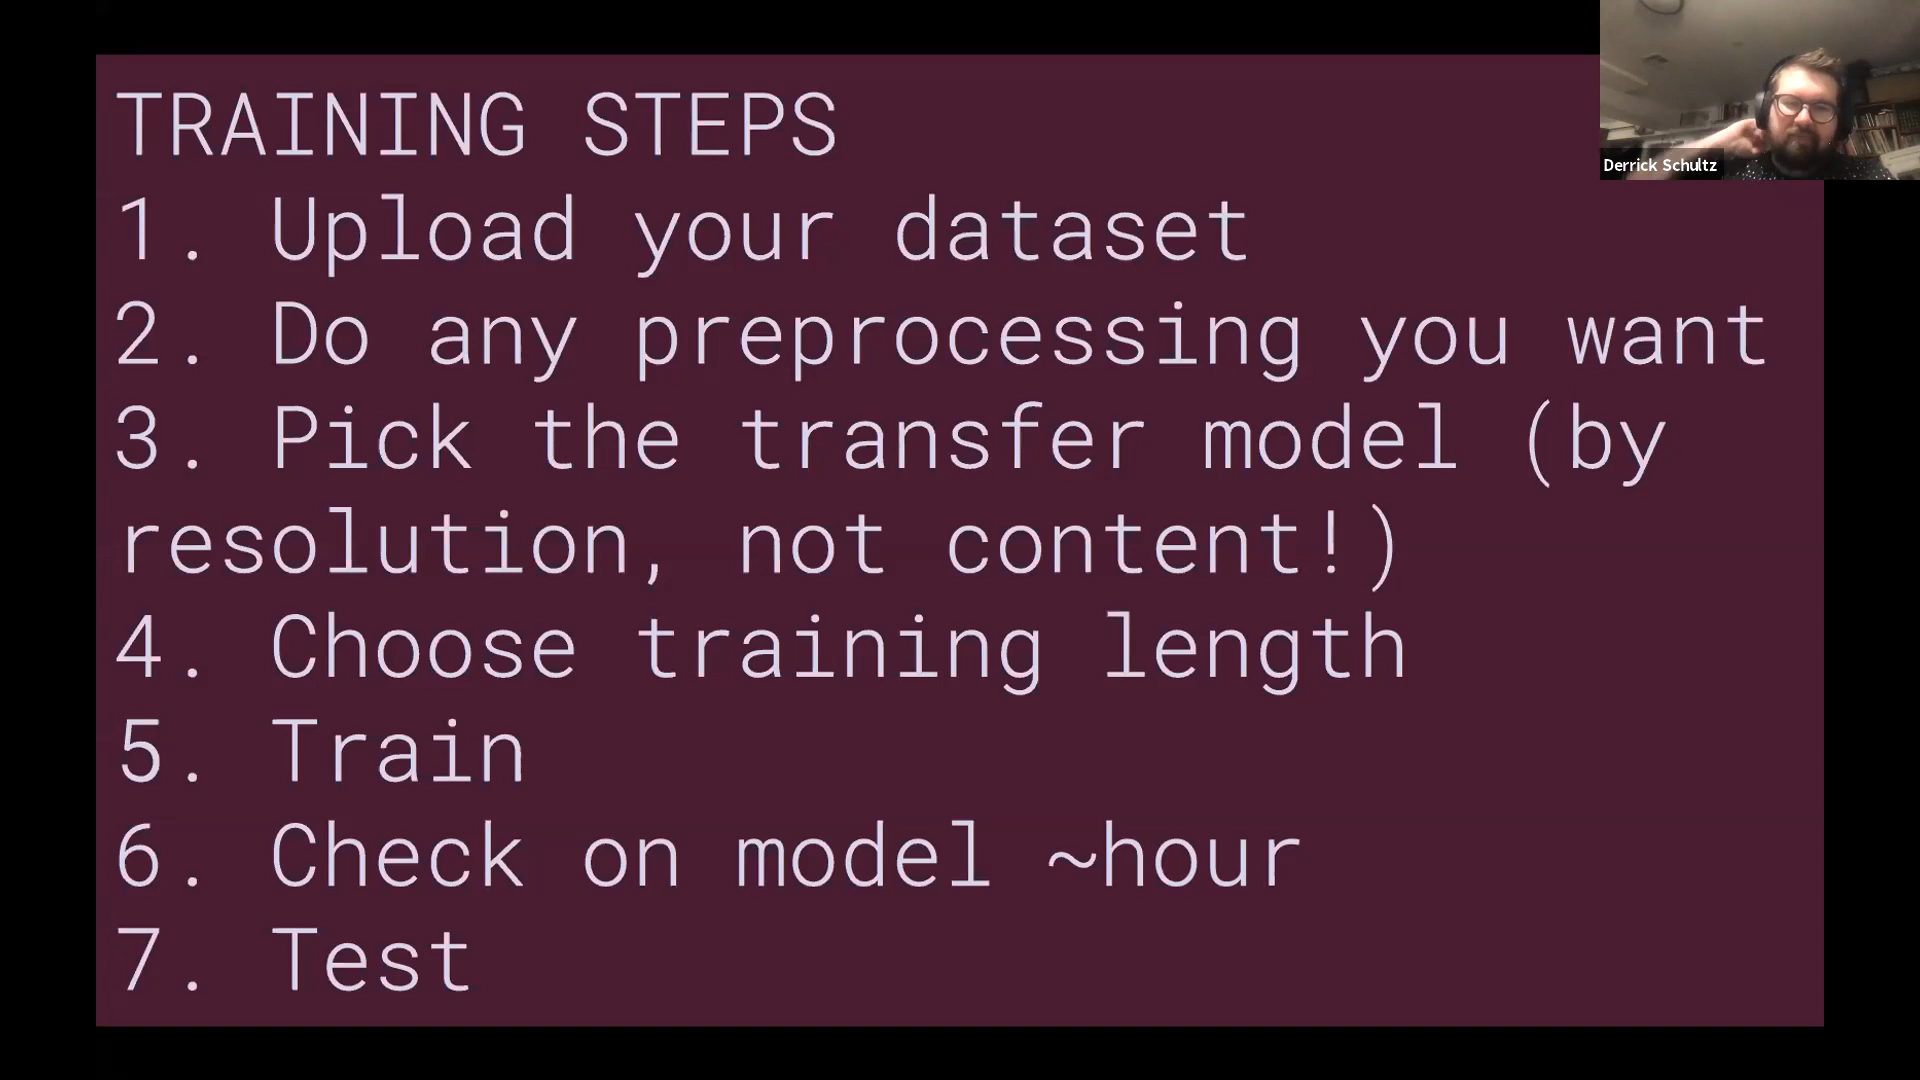 TRAINING STEPS
1. Upload your dataset
2. Do any preprocessing you want
3. Pick the transfer model (by
resolution, not content!)
4. Choose training length
5. Train
6. Check on model ~hour
7. Test
Derrick Schultz